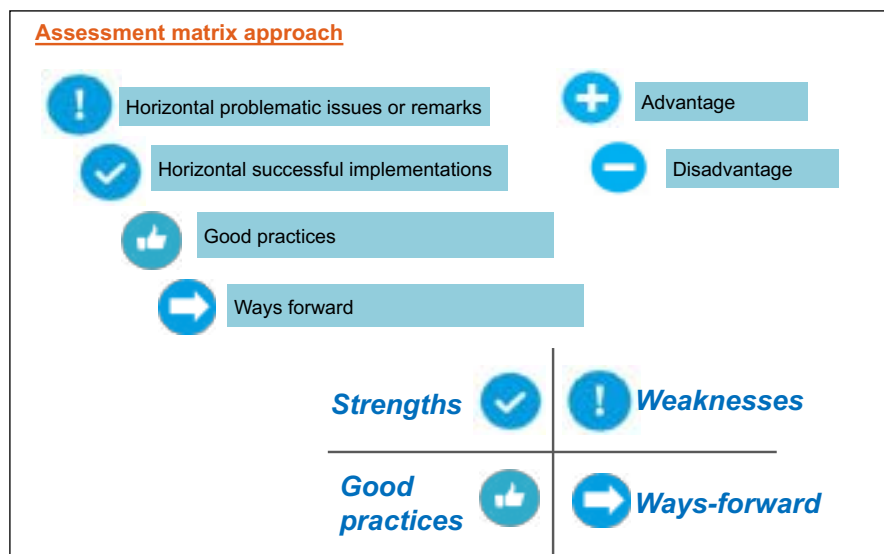 Assessment matrix approach
Horizontal problematic issues or remarks
Advantage
Horizontal successful implementations
Disadvantage
Good practices
Ways forward
Strengths
Weaknesses
Good
practices
Ways-forward